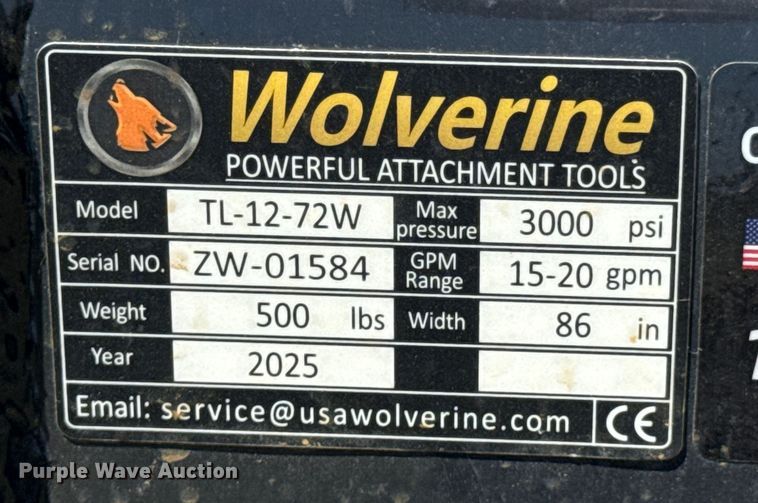 Wolverine
POWERFUL ATTACHMENT TOOLS
Model TL-12-72W Max pressure 3000 psi
Serial NO. ZW-01584 GPM Range 15-20 gpm
Weight 500 lbs Width 86 in
Year 2025
Email: service@usawolverine.com CE
Purple Wave Auction